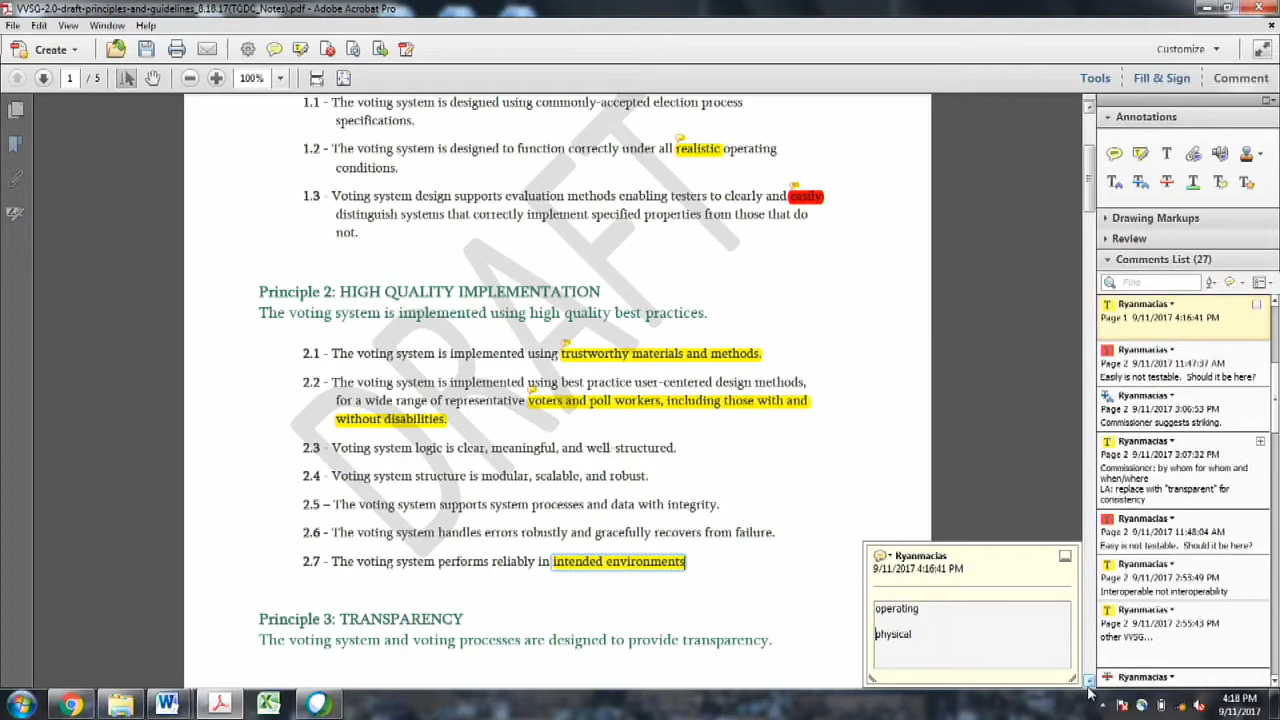 VVSG-2.0-draft-principles-and-guidelines_8.18.17(TGDC_Notes).pdf - Adobe Acrobat Pro
File Edit View Window Help
Create
Customize
1 / 5
100%
Tools Fill & Sign Comment
1.1 - The voting system is designed using commonly-accepted election process
specifications.
1.2 - The voting system is designed to function correctly under all realistic operating
conditions.
1.3 Voting system design supports evaluation methods enabling testers to clearly and easily
distinguish systems that correctly implement specified properties from those that do
not.
Principle 2: HIGH QUALITY IMPLEMENTATION
The voting system is implemented using high quality best practices.
2.1 - The voting system is implemented using trustworthy materials and methods.
2.2 - The voting system is implemented using best practice user-centered design methods,
for a wide range of representative voters and poll workers, including those with and
without disabilities.
2.3 - Voting system logic is clear, meaningful, and well-structured.
2.4 - Voting system structure is modular, scalable, and robust.
2.5 – The voting system supports system processes and data with integrity.
2.6 - The voting system handles errors robustly and gracefully recovers from failure.
2.7 - The voting system performs reliably in intended environments
Principle 3: TRANSPARENCY
The voting system and voting processes are designed to provide transparency.
DRAFT
Ryanmacias
9/11/2017 4:16:41 PM
operating
physical
Annotations
Drawing Markups
Review
Comments List (27)
Find
Ryanmacias
Page 1 9/11/2017 4:16:41 PM
Ryanmacias
Page 2 9/11/2017 11:47:37 AM
Easily is not testable. Should it be here?
Ryanmacias
Page 2 9/11/2017 3:06:53 PM
Commissioner suggests striking.
Ryanmacias
Page 2 9/11/2017 3:07:32 PM
Commissioner: by whom for whom and
when/where
LA: replace with "transparent" for
consistency
Ryanmacias
Page 2 9/11/2017 11:48:04 AM
Easy is not testable. Should it be here?
Ryanmacias
Page 2 9/11/2017 2:53:49 PM
Interoperable not interoperability
Ryanmacias
Page 2 9/11/2017 2:55:43 PM
other VVSG...
Ryanmacias
4:18 PM
9/11/2017